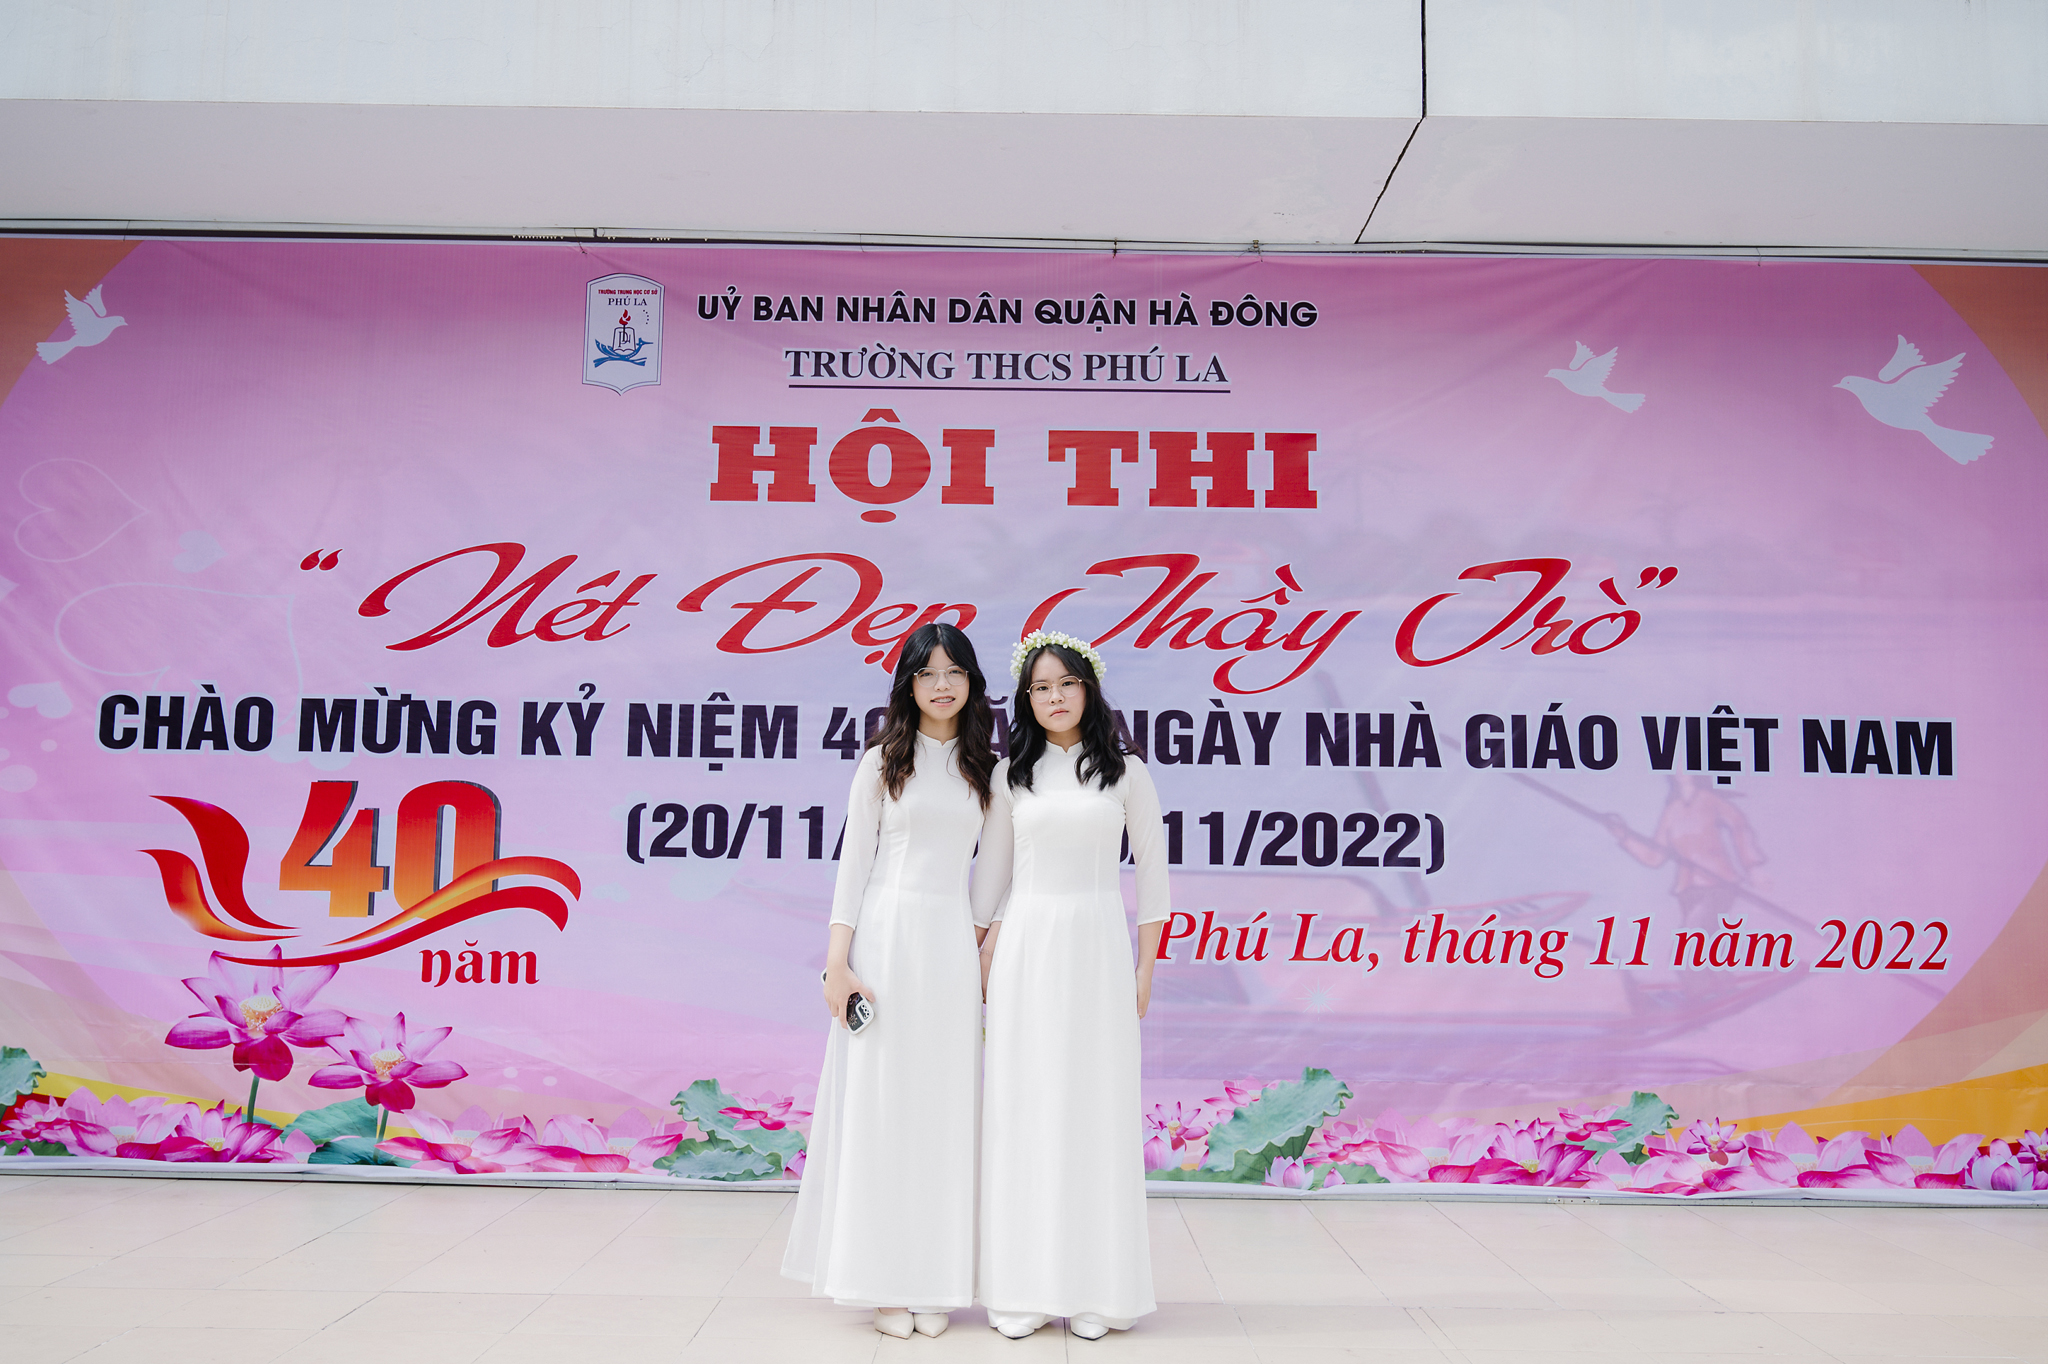 TRƯỜNG TRUNG HỌC CƠ SỞ
PHÚ LA
UỶ BAN NHÂN DÂN QUẬN HÀ ĐÔNG
TRƯỜNG THCS PHÚ LA
HỘI THI
“Nét Đẹp Thầy Trò”
CHÀO MỪNG KỶ NIỆM 40 NGÀY NHÀ GIÁO VIỆT NAM
(20/11/ /11/2022)
40
năm
Phú La, tháng 11 năm 2022